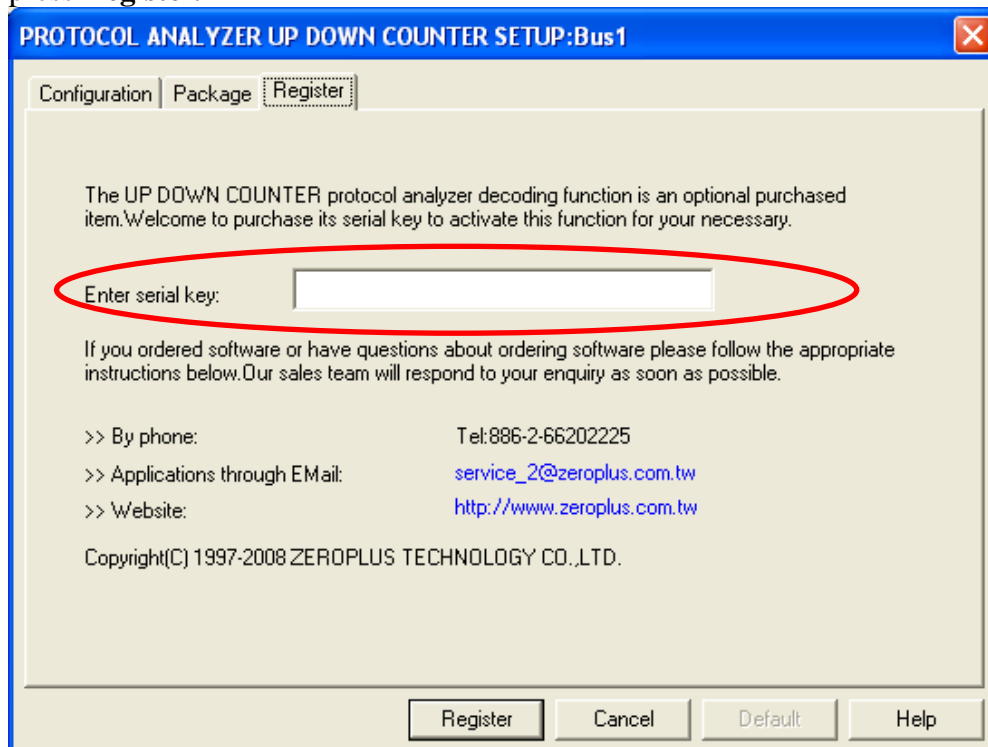 PROTOCOL ANALYZER UP DOWN COUNTER SETUP:Bus1
Configuration Package Register
The UP DOWN COUNTER protocol analyzer decoding function is an optional purchased
item.Welcome to purchase its serial key to activate this function for your necessary.
Enter serial key:
If you ordered software or have questions about ordering software please follow the appropriate
instructions below.Our sales team will respond to your enquiry as soon as possible.
>> By phone: Tel:886-2-66202225
>> Applications through EMail: service_2@zeroplus.com.tw
>> Website: http://www.zeroplus.com.tw
Copyright(C) 1997-2008 ZEROPLUS TECHNOLOGY CO.,LTD.
Register Cancel Default Help